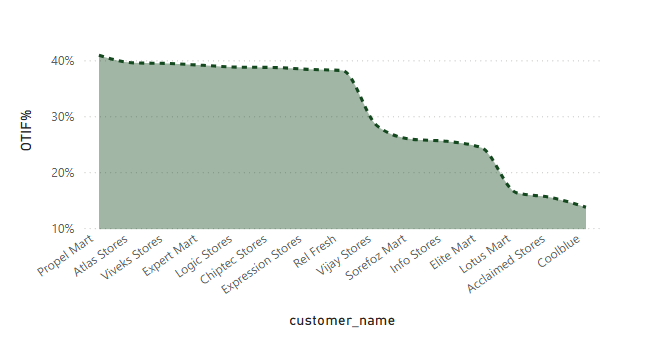 OTIF%
40%
30%
20%
10%
Propel Mart
Atlas Stores
Viveks Stores
Expert Mart
Logic Stores
Chiptec Stores
Expression Stores
Rel Fresh
Vijay Stores
Sorefoz Mart
Info Stores
Elite Mart
Lotus Mart
Acclaimed Stores
Coolblue
customer_name